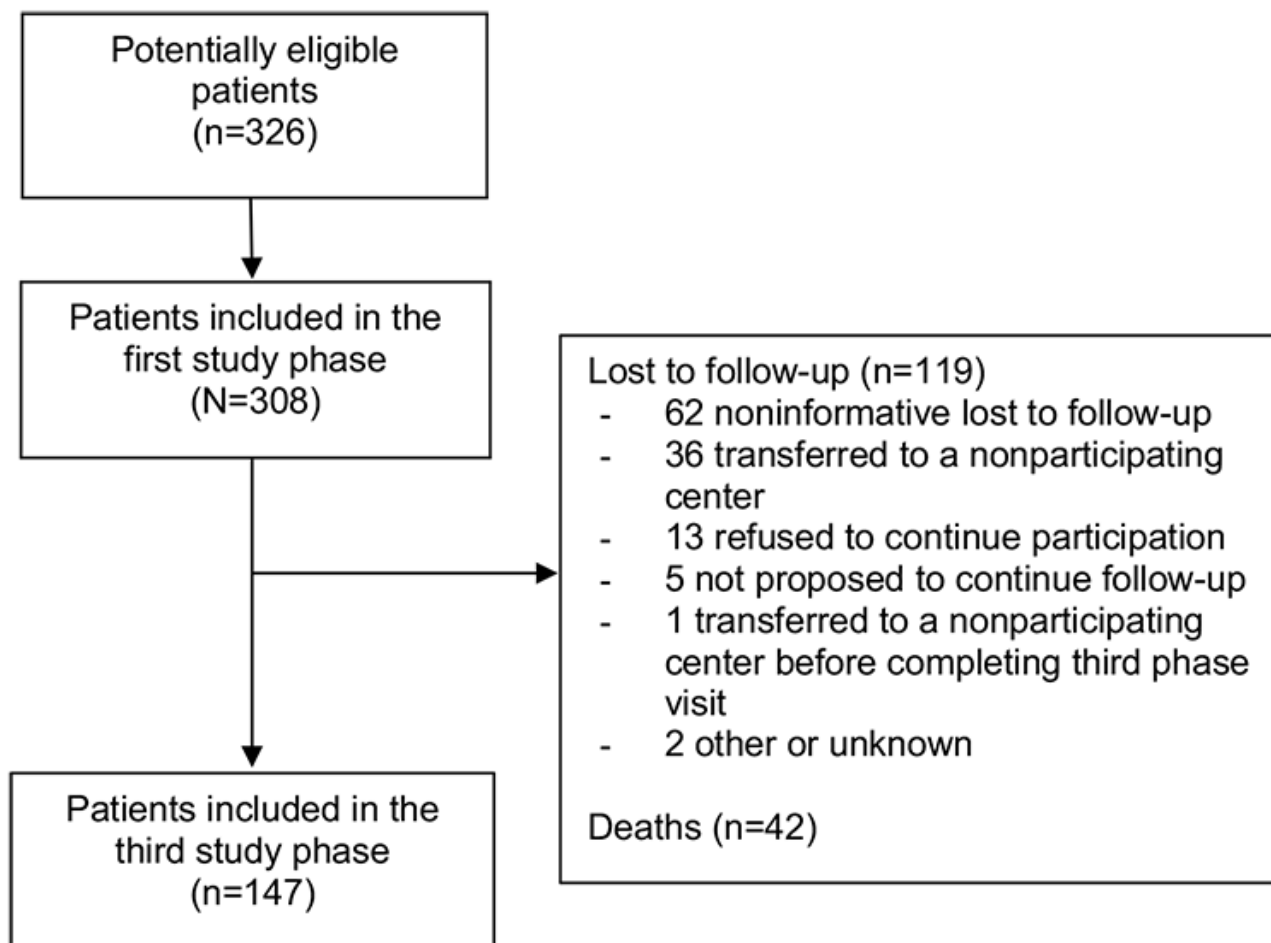 Potentially eligible
patients
(n=326)
Patients included in the
first study phase
(N=308)
Lost to follow-up (n=119)
- 62 noninformative lost to follow-up
- 36 transferred to a nonparticipating
center
- 13 refused to continue participation
- 5 not proposed to continue follow-up
- 1 transferred to a nonparticipating
center before completing third phase
visit
- 2 other or unknown
Deaths (n=42)
Patients included in the
third study phase
(n=147)